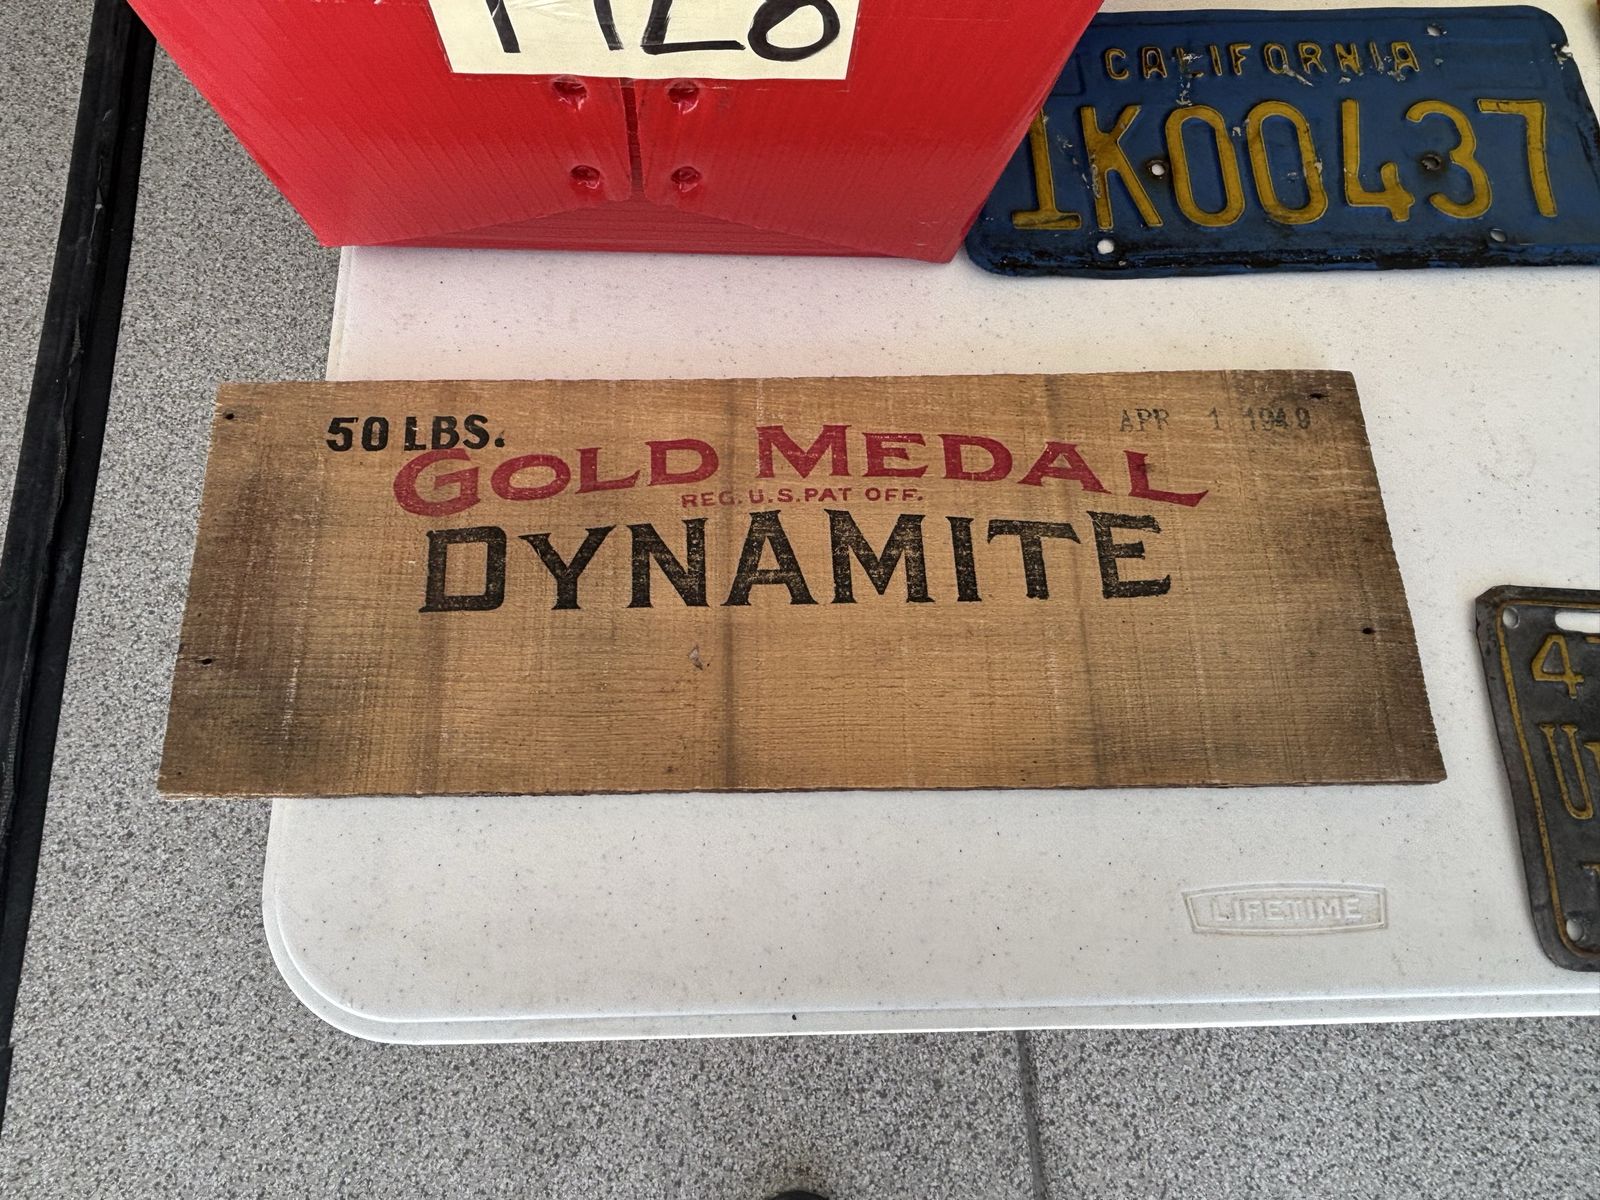 CALIFORNIA
1K00437
50 LBS.
APR 1 1949
GOLD MEDAL
REG. U.S. PAT OFF.
DYNAMITE
LIFETIME